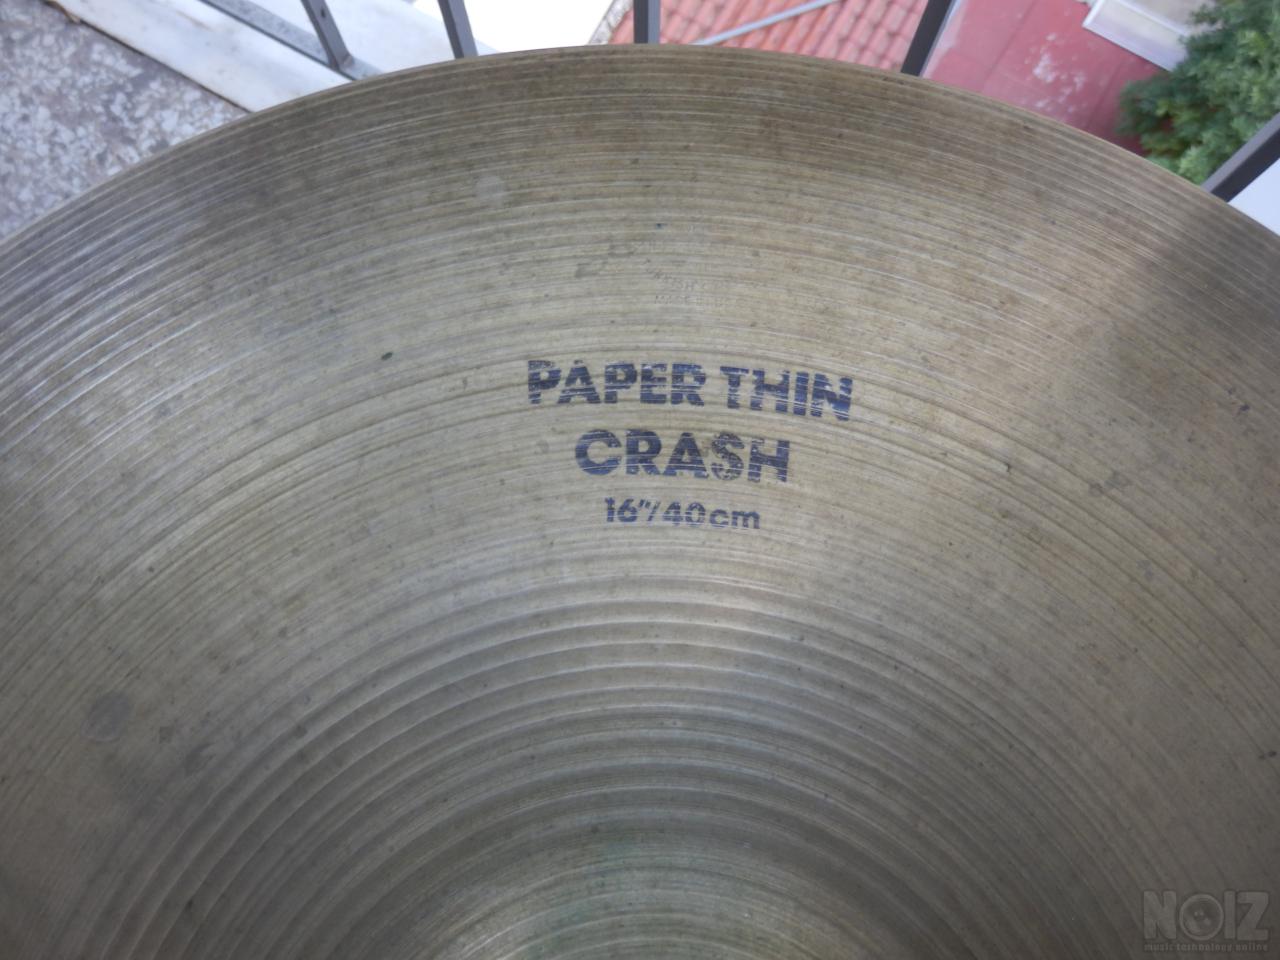 PAPER THIN
CRASH
16"/40cm
NOIZ
music technology online